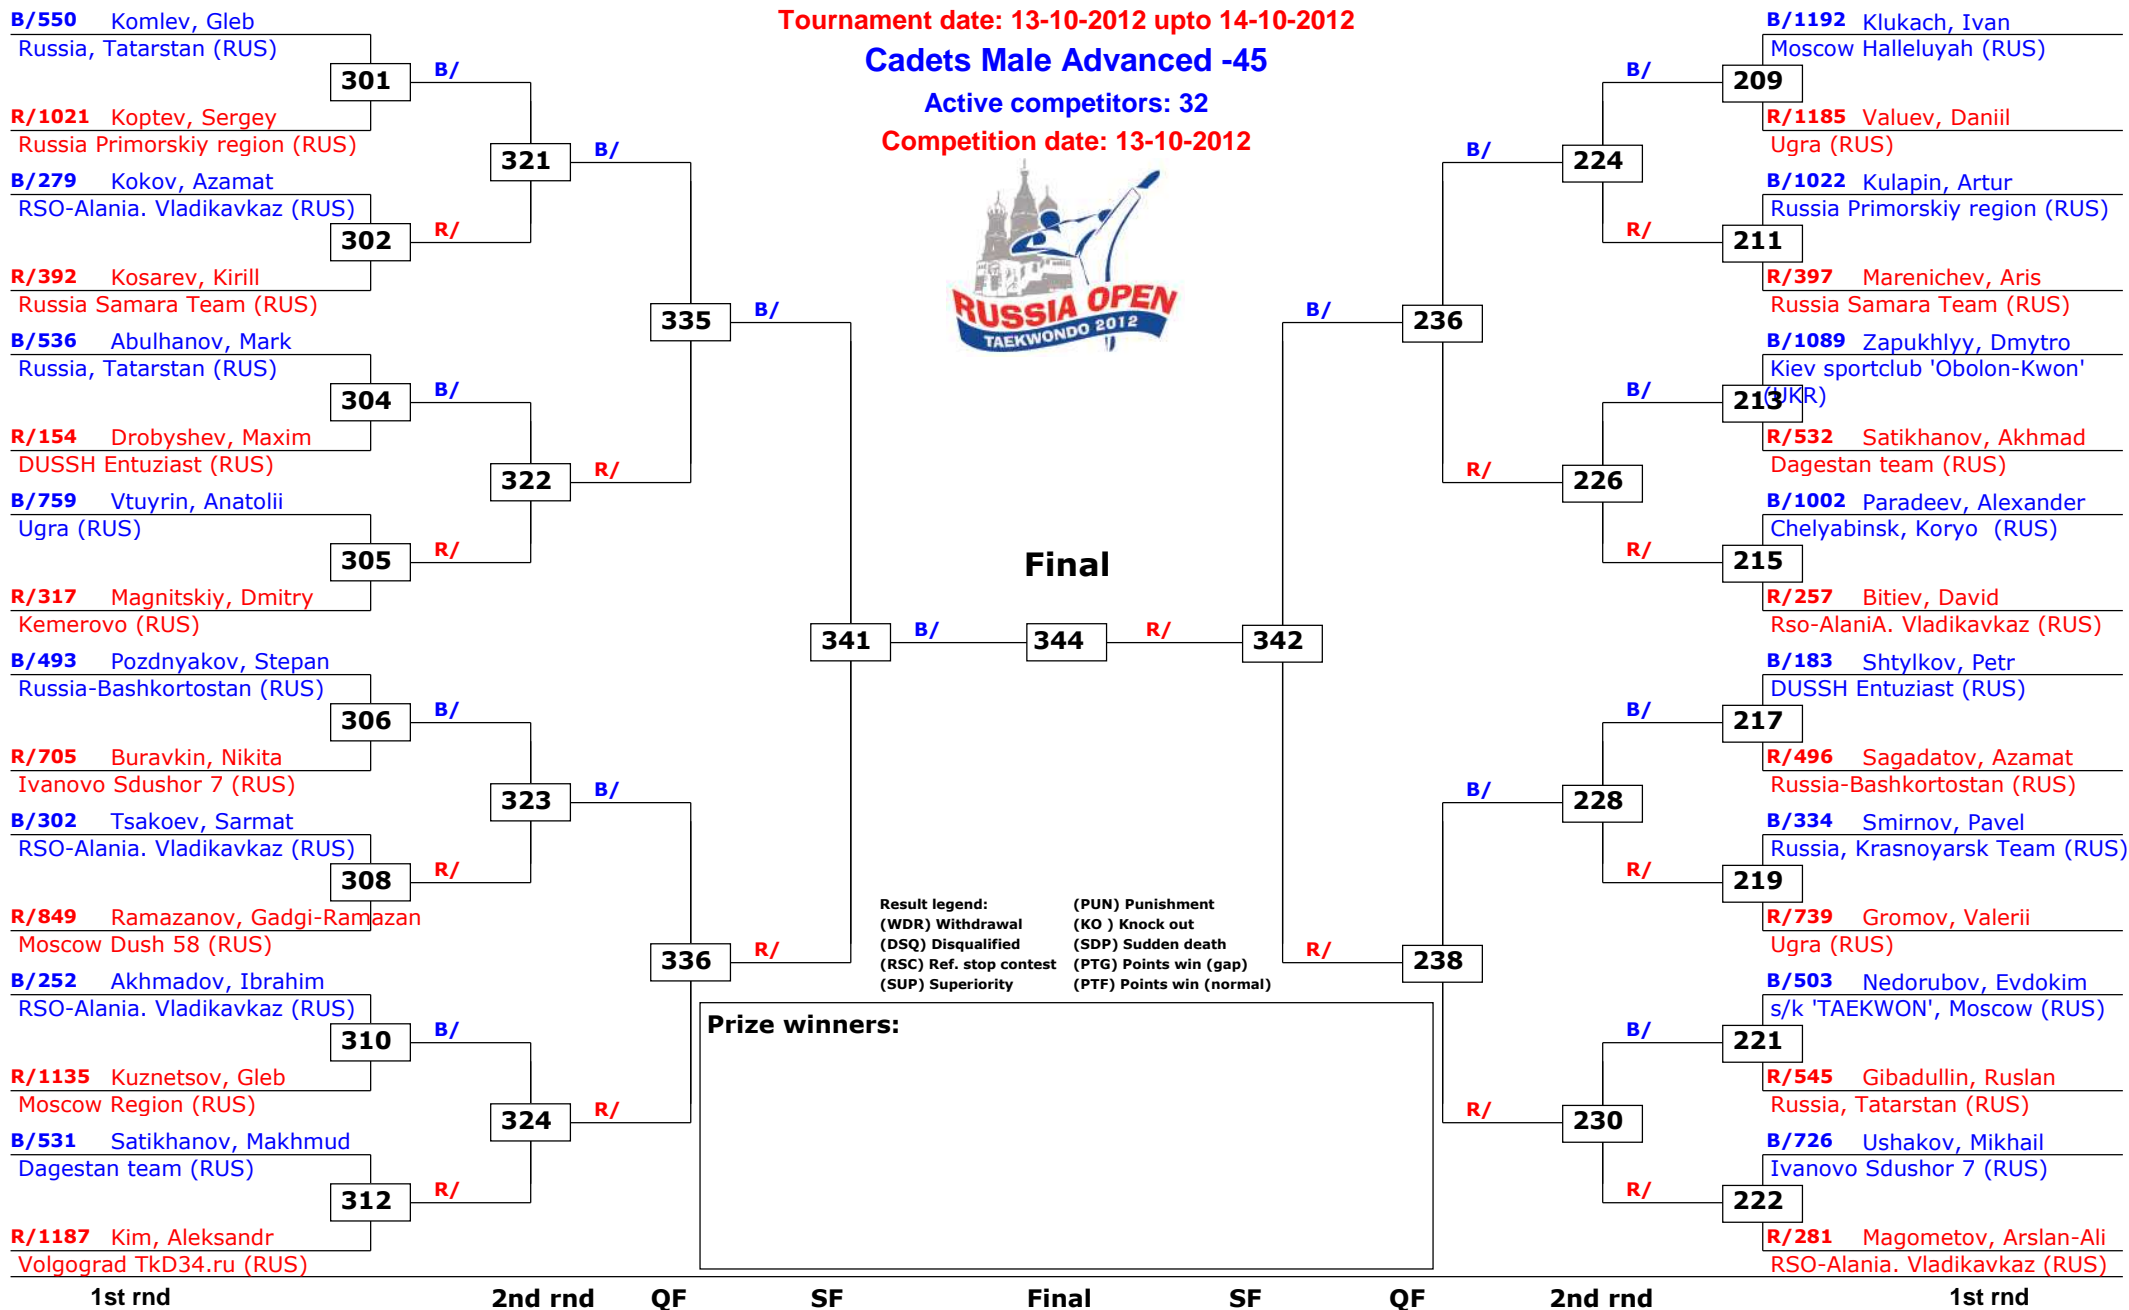 Tournament date: 13-10-2012 upto 14-10-2012
Cadets Male Advanced -45
Active competitors: 32
Competition date: 13-10-2012
RUSSIA OPEN
TAEKWONDO 2012
B/550 Komlev, Gleb
Russia, Tatarstan (RUS)
301
B/
R/1021 Koptev, Sergey
Russia Primorskiy region (RUS)
321
B/
B/279 Kokov, Azamat
RSO-Alania. Vladikavkaz (RUS)
302
R/
R/392 Kosarev, Kirill
Russia Samara Team (RUS)
335
B/
B/536 Abulhanov, Mark
Russia, Tatarstan (RUS)
304
B/
R/154 Drobyshev, Maxim
DUSSH Entuziast (RUS)
322
R/
B/759 Vtuyrin, Anatolii
Ugra (RUS)
305
R/
R/317 Magnitskiy, Dmitry
Kemerovo (RUS)
341
B/
B/493 Pozdnyakov, Stepan
Russia-Bashkortostan (RUS)
306
B/
R/705 Buravkin, Nikita
Ivanovo Sdushor 7 (RUS)
323
B/
B/302 Tsakoev, Sarmat
RSO-Alania. Vladikavkaz (RUS)
308
R/
R/849 Ramazanov, Gadgi-Ramazan
Moscow Dush 58 (RUS)
336
R/
B/252 Akhmadov, Ibrahim
RSO-Alania. Vladikavkaz (RUS)
310
B/
R/1135 Kuznetsov, Gleb
Moscow Region (RUS)
324
R/
B/531 Satikhanov, Makhmud
Dagestan team (RUS)
312
R/
R/1187 Kim, Aleksandr
Volgograd TkD34.ru (RUS)
Final
344
R/
342
B/1192 Klukach, Ivan
Moscow Halleluyah (RUS)
B/
209
R/1185 Valuev, Daniil
Ugra (RUS)
B/
224
B/1022 Kulapin, Artur
Russia Primorskiy region (RUS)
R/
211
R/397 Marenichev, Aris
Russia Samara Team (RUS)
B/
236
B/1089 Zapukhlyy, Dmytro
Kiev sportclub 'Obolon-Kwon'
(UKR)
B/
213
R/532 Satikhanov, Akhmad
Dagestan team (RUS)
R/
226
B/1002 Paradeev, Alexander
Chelyabinsk, Koryo (RUS)
R/
215
R/257 Bitiev, David
Rso-AlaniA. Vladikavkaz (RUS)
B/183 Shtylkov, Petr
DUSSH Entuziast (RUS)
B/
217
R/496 Sagadatov, Azamat
Russia-Bashkortostan (RUS)
B/
228
B/334 Smirnov, Pavel
Russia, Krasnoyarsk Team (RUS)
R/
219
R/739 Gromov, Valerii
Ugra (RUS)
R/
238
B/503 Nedorubov, Evdokim
s/k 'TAEKWON', Moscow (RUS)
B/
221
R/545 Gibadullin, Ruslan
Russia, Tatarstan (RUS)
R/
230
B/726 Ushakov, Mikhail
Ivanovo Sdushor 7 (RUS)
R/
222
R/281 Magometov, Arslan-Ali
RSO-Alania. Vladikavkaz (RUS)
Result legend: (PUN) Punishment
(WDR) Withdrawal (KO ) Knock out
(DSQ) Disqualified (SDP) Sudden death
(RSC) Ref. stop contest (PTG) Points win (gap)
(SUP) Superiority (PTF) Points win (normal)
Prize winners:
1st rnd 2nd rnd QF SF Final SF QF 2nd rnd 1st rnd